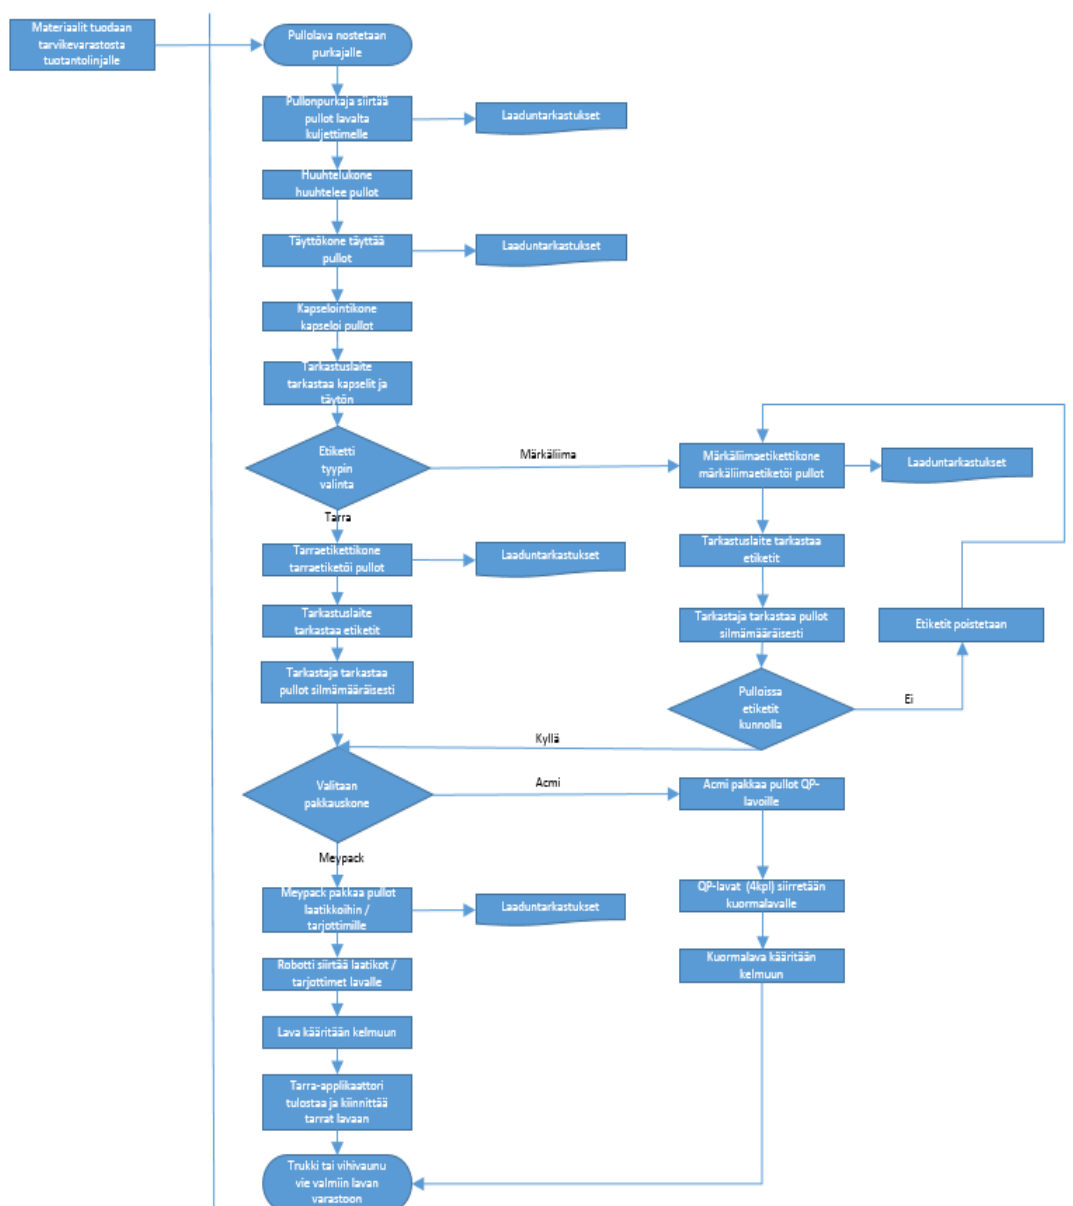 Materiaalit tuodaan
tarvikevarastosta
tuotantolinjalle
Pullolava nostetaan
purkajalle
Pullonpurkaja siirtää
pullot lavalta
kuljettimelle
Laaduntarkastukset
Huuhtelukone
huuhtelee pullot
Täyttökone täyttää
pullot
Laaduntarkastukset
Kapselointikone
kapseloi pullot
Tarkastuslaite
tarkastaa kapselit ja
täytön
Etiketti
tyypin
valinta
Märkäliima
Märkäliimaetikettikone
märkäliimaetiketöi pullot
Laaduntarkastukset
Tarra
Tarraetikettikone
tarraetiketöi pullot
Laaduntarkastukset
Tarkastuslaite tarkastaa
etiketit
Tarkastuslaite
tarkastaa etiketit
Tarkastaja tarkastaa pullot
silmämääräisesti
Etiketit poistetaan
Tarkastaja tarkastaa
pullot silmämääräisesti
Pulloissa
etiketit
kunnolla
Ei
Kyllä
Valitaan
pakkauskone
Acmi
Acmi pakkaa pullot QP-
lavoille
Meypack
Meypack pakkaa pullot
laatikkoihin /
tarjottimille
Laaduntarkastukset
QP-lavat (4kpl) siirretään
kuormalavalle
Robotti siirtää laatikot /
tarjottimet lavalle
Kuormalava kääritään
kelmuun
Lava kääritään kelmuun
Tarra-applikaattori
tulostaa ja kiinnittää
tarrat lavaan
Trukki tai vihivaunu
vie valmiin lavan
varastoon